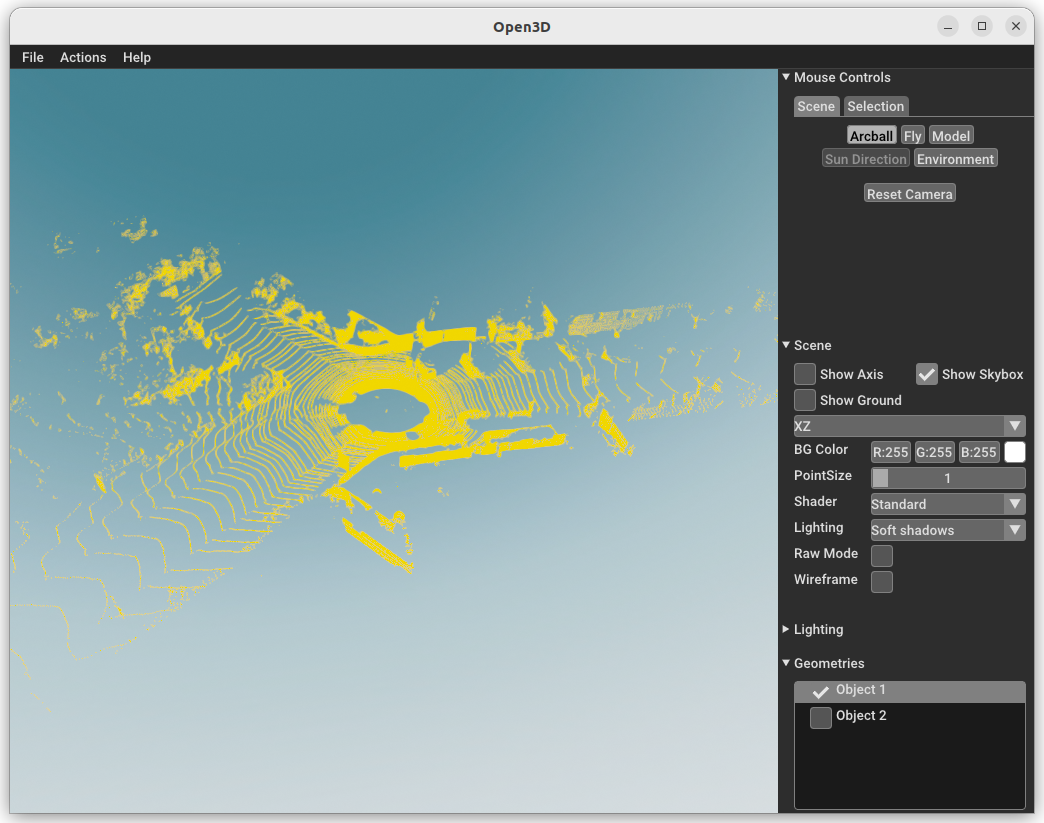 Open3D
File Actions Help
Mouse Controls
Scene Selection
Arcball Fly Model
Sun Direction Environment
Reset Camera
Scene
Show Axis Show Skybox
Show Ground
XZ
BG Color R:255 G:255 B:255
PointSize 1
Shader Standard
Lighting Soft shadows
Raw Mode
Wireframe
Lighting
Geometries
Object 1
Object 2